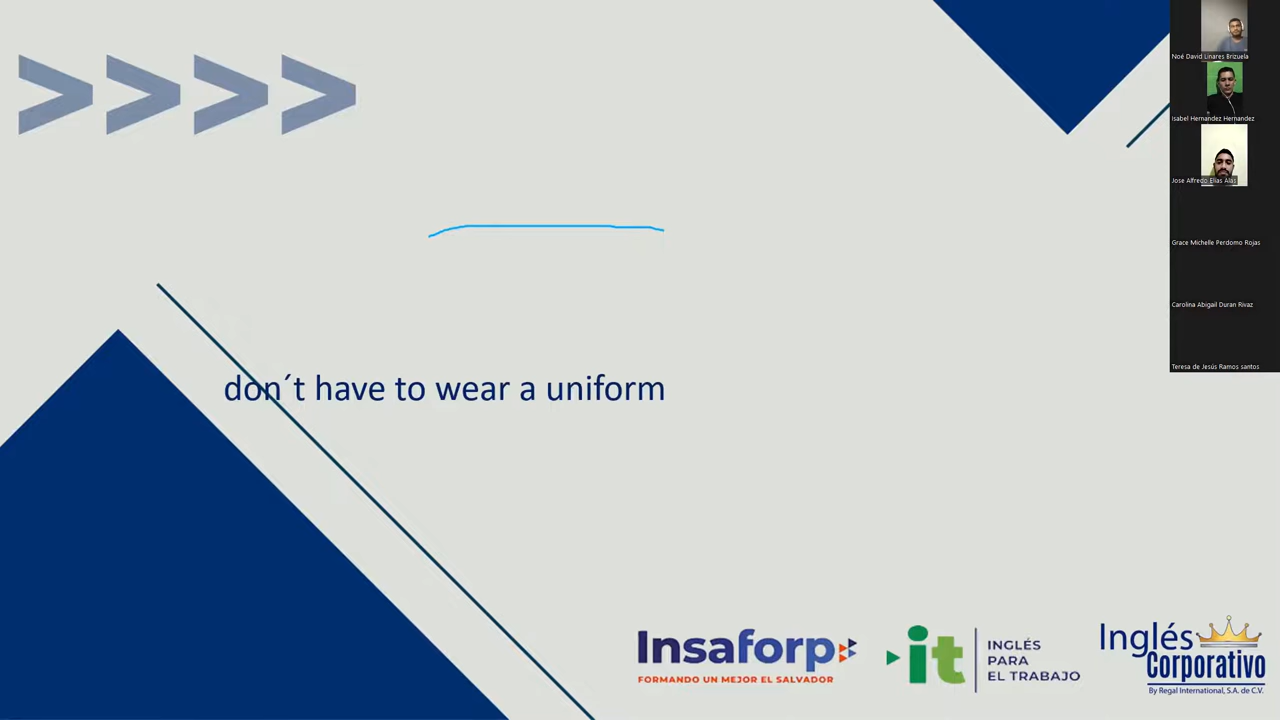 Noé David Linares Brizuela
Isabel Hernandez Hernandez
Jose Alfredo Elias Alas
Grace Michelle Perdomo Rojas
Carolina Abigail Duran Rivaz
Teresa de Jesús Ramos santos
don´t have to wear a uniform
Insaforp
FORMANDO UN MEJOR EL SALVADOR
it
INGLÉS
PARA
EL TRABAJO
Inglés
Corporativo
By Regal International, S.A. de C.V.